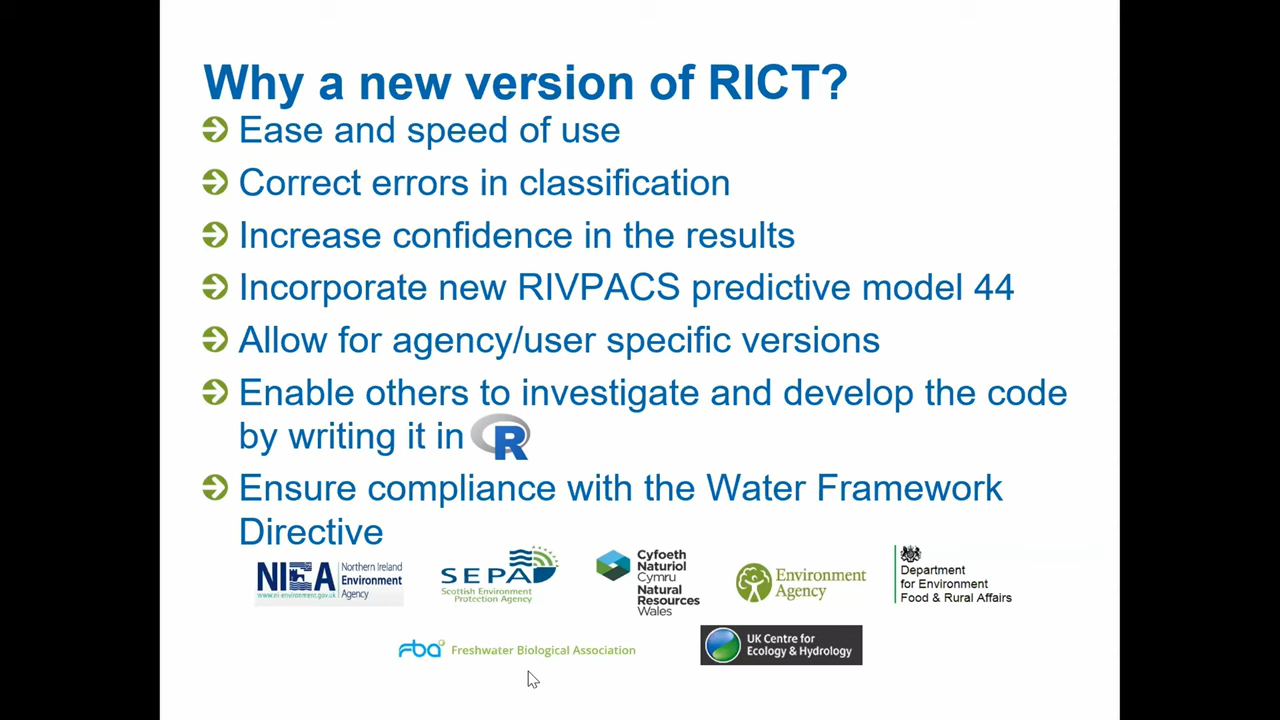 Why a new version of RICT?
Ease and speed of use
Correct errors in classification
Increase confidence in the results
Incorporate new RIVPACS predictive model 44
Allow for agency/user specific versions
Enable others to investigate and develop the code
by writing it in R
Ensure compliance with the Water Framework
Directive
NIEA
www.ni-environment.gov.uk
Northern Ireland
Environment
Agency
SEPA
Scottish Environment
Protection Agency
Cyfoeth
Naturiol
Cymru
Natural
Resources
Wales
Environment
Agency
Department
for Environment
Food & Rural Affairs
fba Freshwater Biological Association
UK Centre for
Ecology & Hydrology